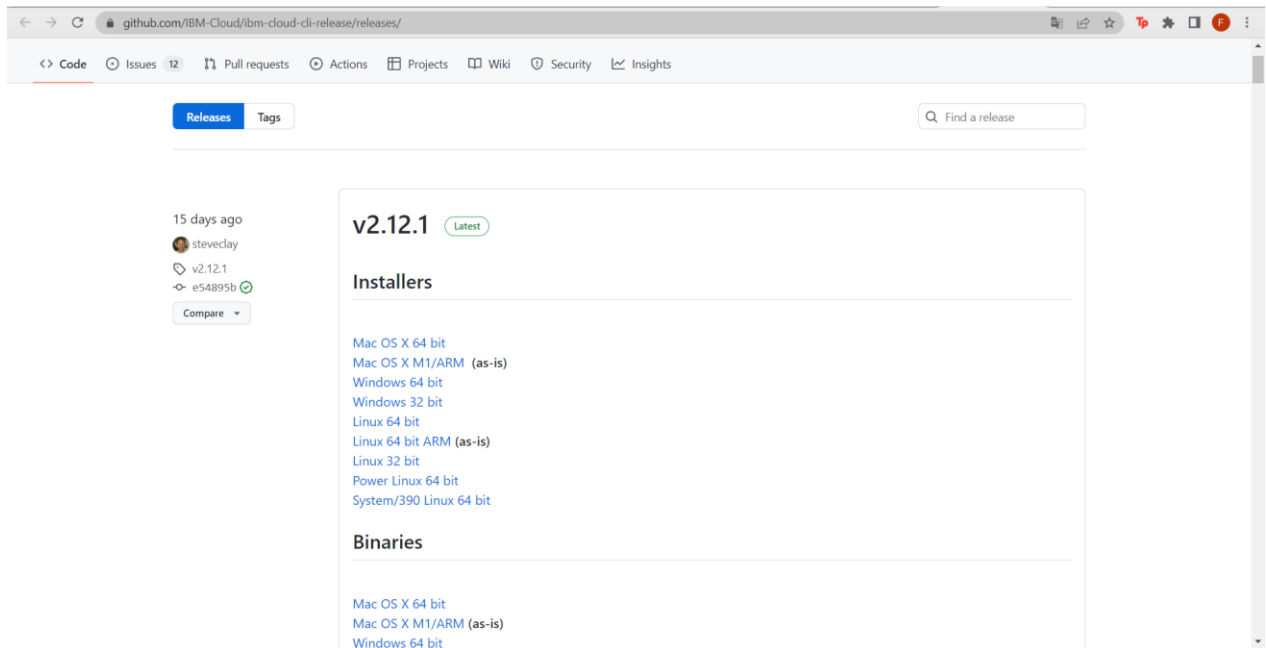 github.com/IBM-Cloud/ibm-cloud-cli-release/releases/
Tp
F
<> Code Issues 12 Pull requests Actions Projects Wiki Security Insights
Releases Tags
Find a release
15 days ago
steveclay
v2.12.1
e54895b
Compare
v2.12.1 Latest
Installers
Mac OS X 64 bit
Mac OS X M1/ARM (as-is)
Windows 64 bit
Windows 32 bit
Linux 64 bit
Linux 64 bit ARM (as-is)
Linux 32 bit
Power Linux 64 bit
System/390 Linux 64 bit
Binaries
Mac OS X 64 bit
Mac OS X M1/ARM (as-is)
Windows 64 bit